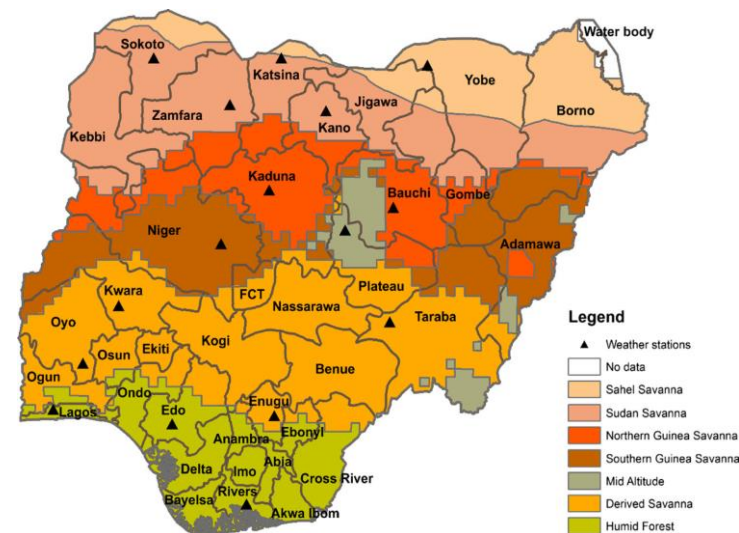 Water body
Sokoto
Katsina
Yobe
Zamfara
Jigawa
Borno
Kebbi
Kano
Kaduna
Bauchi
Gombe
Niger
Adamawa
Kwara
FCT
Plateau
Nassarawa
Taraba
Oyo
Kogi
Osun
Ekiti
Benue
Ogun
Ondo
Enugu
Lagos
Edo
Anambra
Ebonyi
Delta
Imo
Abia
Cross River
Bayelsa
Rivers
Akwa Ibom
Legend
Weather stations
No data
Sahel Savanna
Sudan Savanna
Northern Guinea Savanna
Southern Guinea Savanna
Mid Altitude
Derived Savanna
Humid Forest